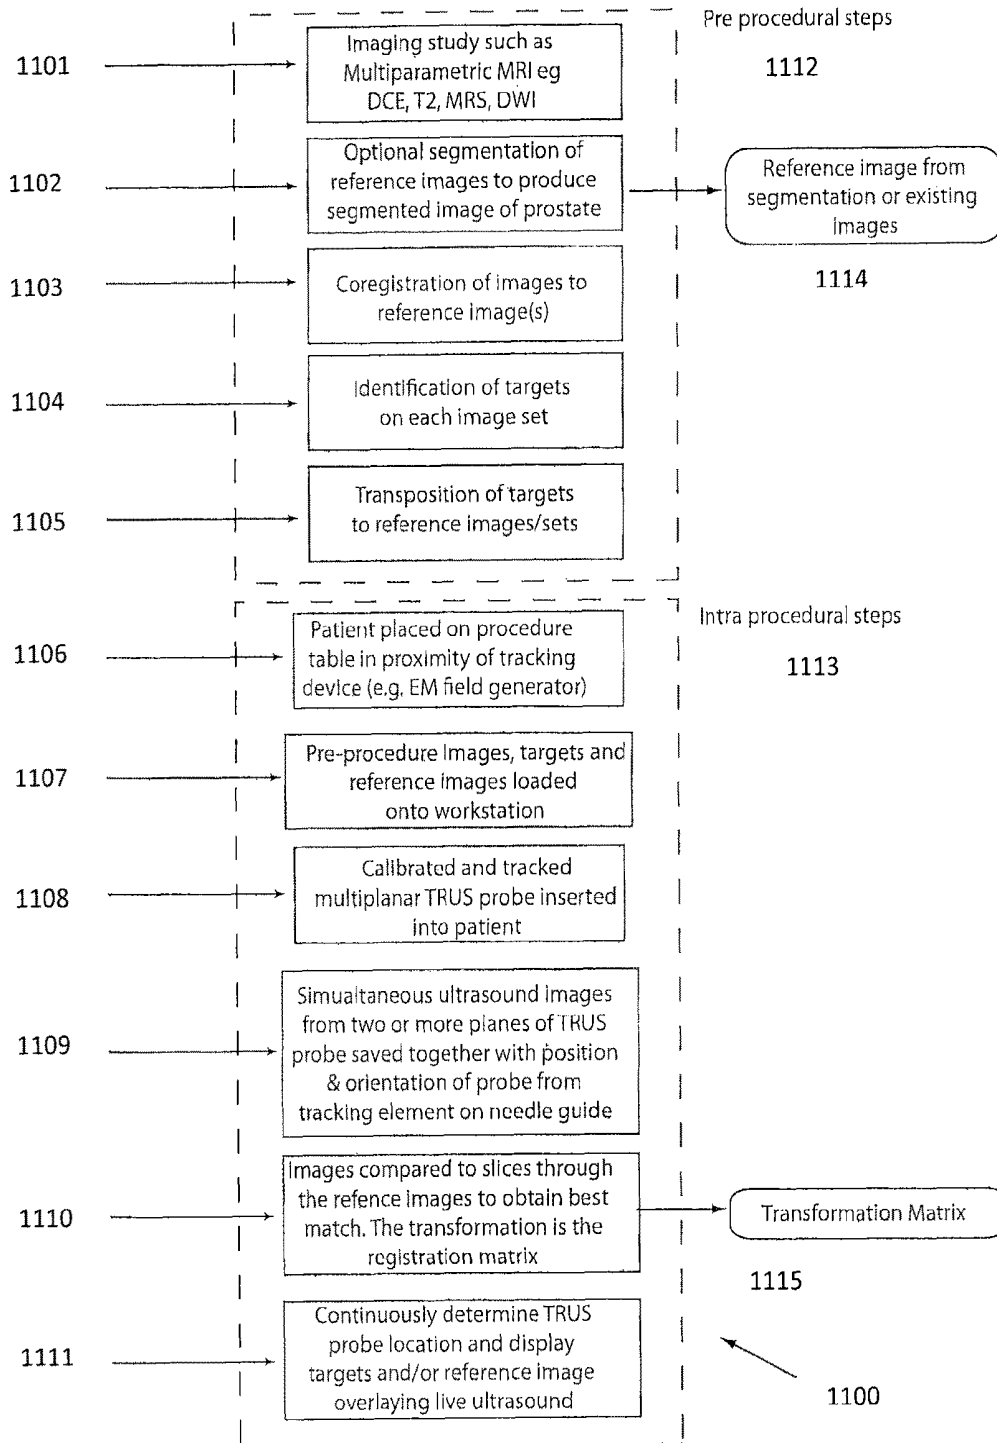 Pre procedural steps
1112
1101
Imaging study such as
Multiparametric MRI eg
DCE, T2, MRS, DWI
1102
Optional segmentation of
reference images to produce
segmented image of prostate
Reference image from
segmentation or existing
images
1114
1103
Coregistration of images to
reference image(s)
1104
Identification of targets
on each image set
1105
Transposition of targets
to reference images/sets
Intra procedural steps
1113
1106
Patient placed on procedure
table in proximity of tracking
device (e.g. EM field generator)
1107
Pre-procedure Images, targets and
reference images loaded
onto workstation
1108
Calibrated and tracked
multiplanar TRUS probe inserted
into patient
1109
Simualtaneous ultrasound images
from two or more planes of TRUS
probe saved together with position
& orientation of probe from
tracking element on needle guide
1110
Images compared to slices through
the refence images to obtain best
match. The transformation is the
registration matrix
Transformation Matrix
1115
1111
Continuously determine TRUS
probe location and display
targets and/or reference image
overlaying live ultrasound
1100